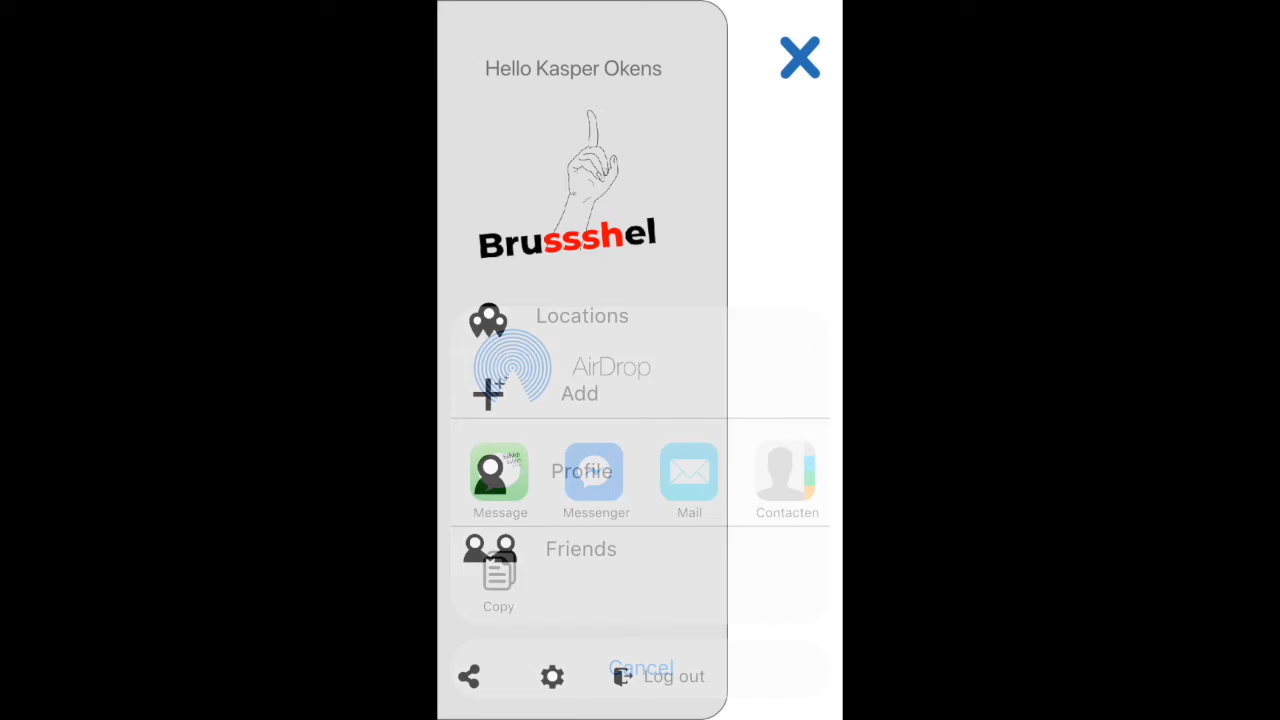 Hello Kasper Okens
Brussshel
Locations
AirDrop
Add
Profile
Message
Messenger
Mail
Contacten
Friends
Copy
Cancel
Log out